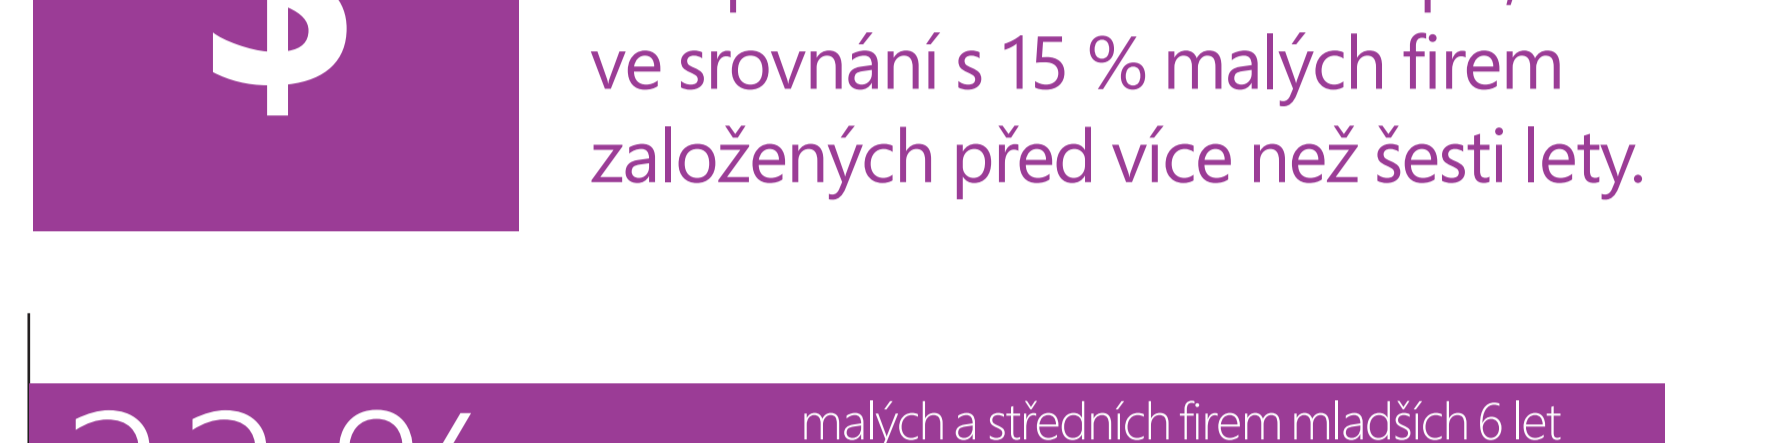 $
ve srovnání s 15 % malých firem
založených před více než šesti lety.
malých a středních firem mladších 6 let